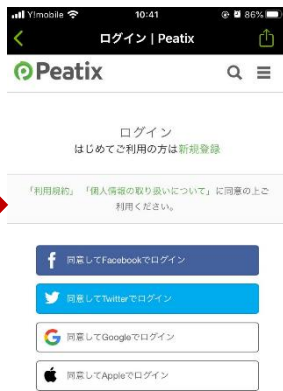 Y!mobile 10:41 86%
ログイン | Peatix
Peatix
ログイン
はじめてご利用の方は新規登録
「利用規約」「個人情報の取り扱いについて」に同意の上ご
利用ください。
同意してFacebookでログイン
同意してTwitterでログイン
同意してGoogleでログイン
同意してAppleでログイン